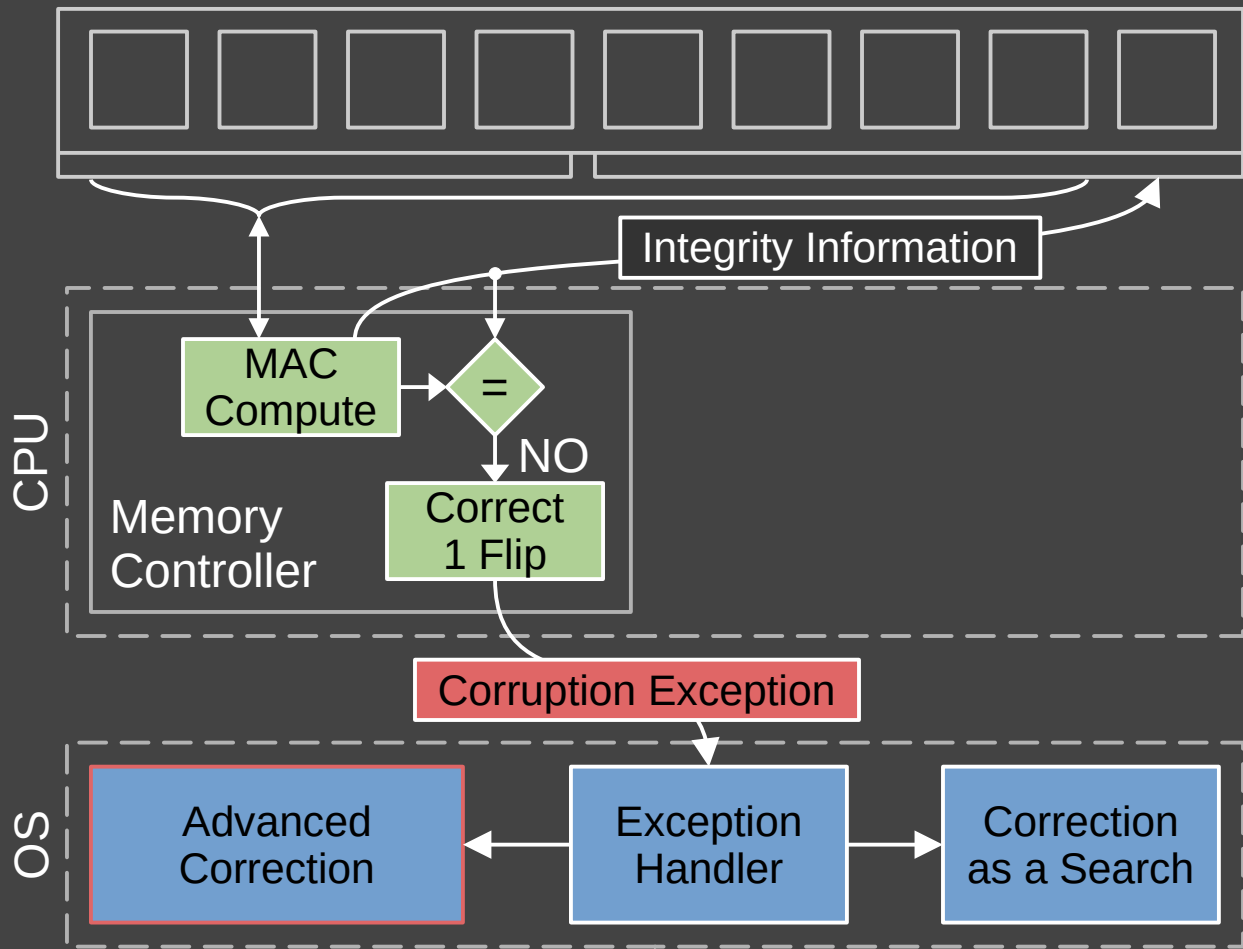 Integrity Information
MAC
Compute
=
NO
Correct
1 Flip
Memory
Controller
CPU
Corruption Exception
OS
Advanced
Correction
Exception
Handler
Correction
as a Search